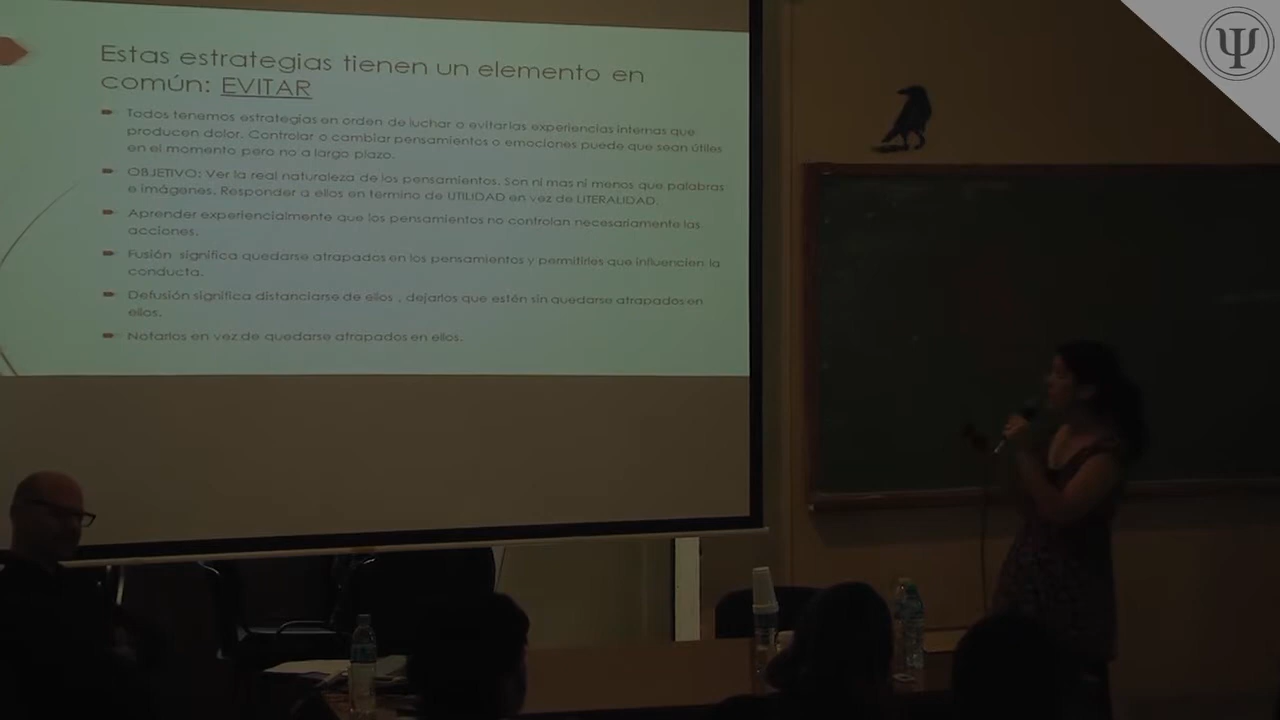 Estas estrategias tienen un elemento en
común: EVITAR
Todos tenemos estrategias en orden de luchar o evitar las experiencias internas que
producen dolor. Controlar o cambiar pensamientos o emociones puede que sean útiles
en el momento pero no a largo plazo.
OBJETIVO: Ver la real naturaleza de los pensamientos. Son ni mas ni menos que palabras
e imágenes. Responder a ellos en termino de UTILIDAD en vez de LITERALIDAD.
Aprender experiencialmente que los pensamientos no controlan necesariamente las
acciones.
Fusión significa quedarse atrapados en los pensamientos y permitirles que influencien la
conducta.
Defusión significa distanciarse de ellos , dejarlos que estén sin quedarse atrapados en
ellos.
Notarlos en vez de quedarse atrapados en ellos.
Ψ